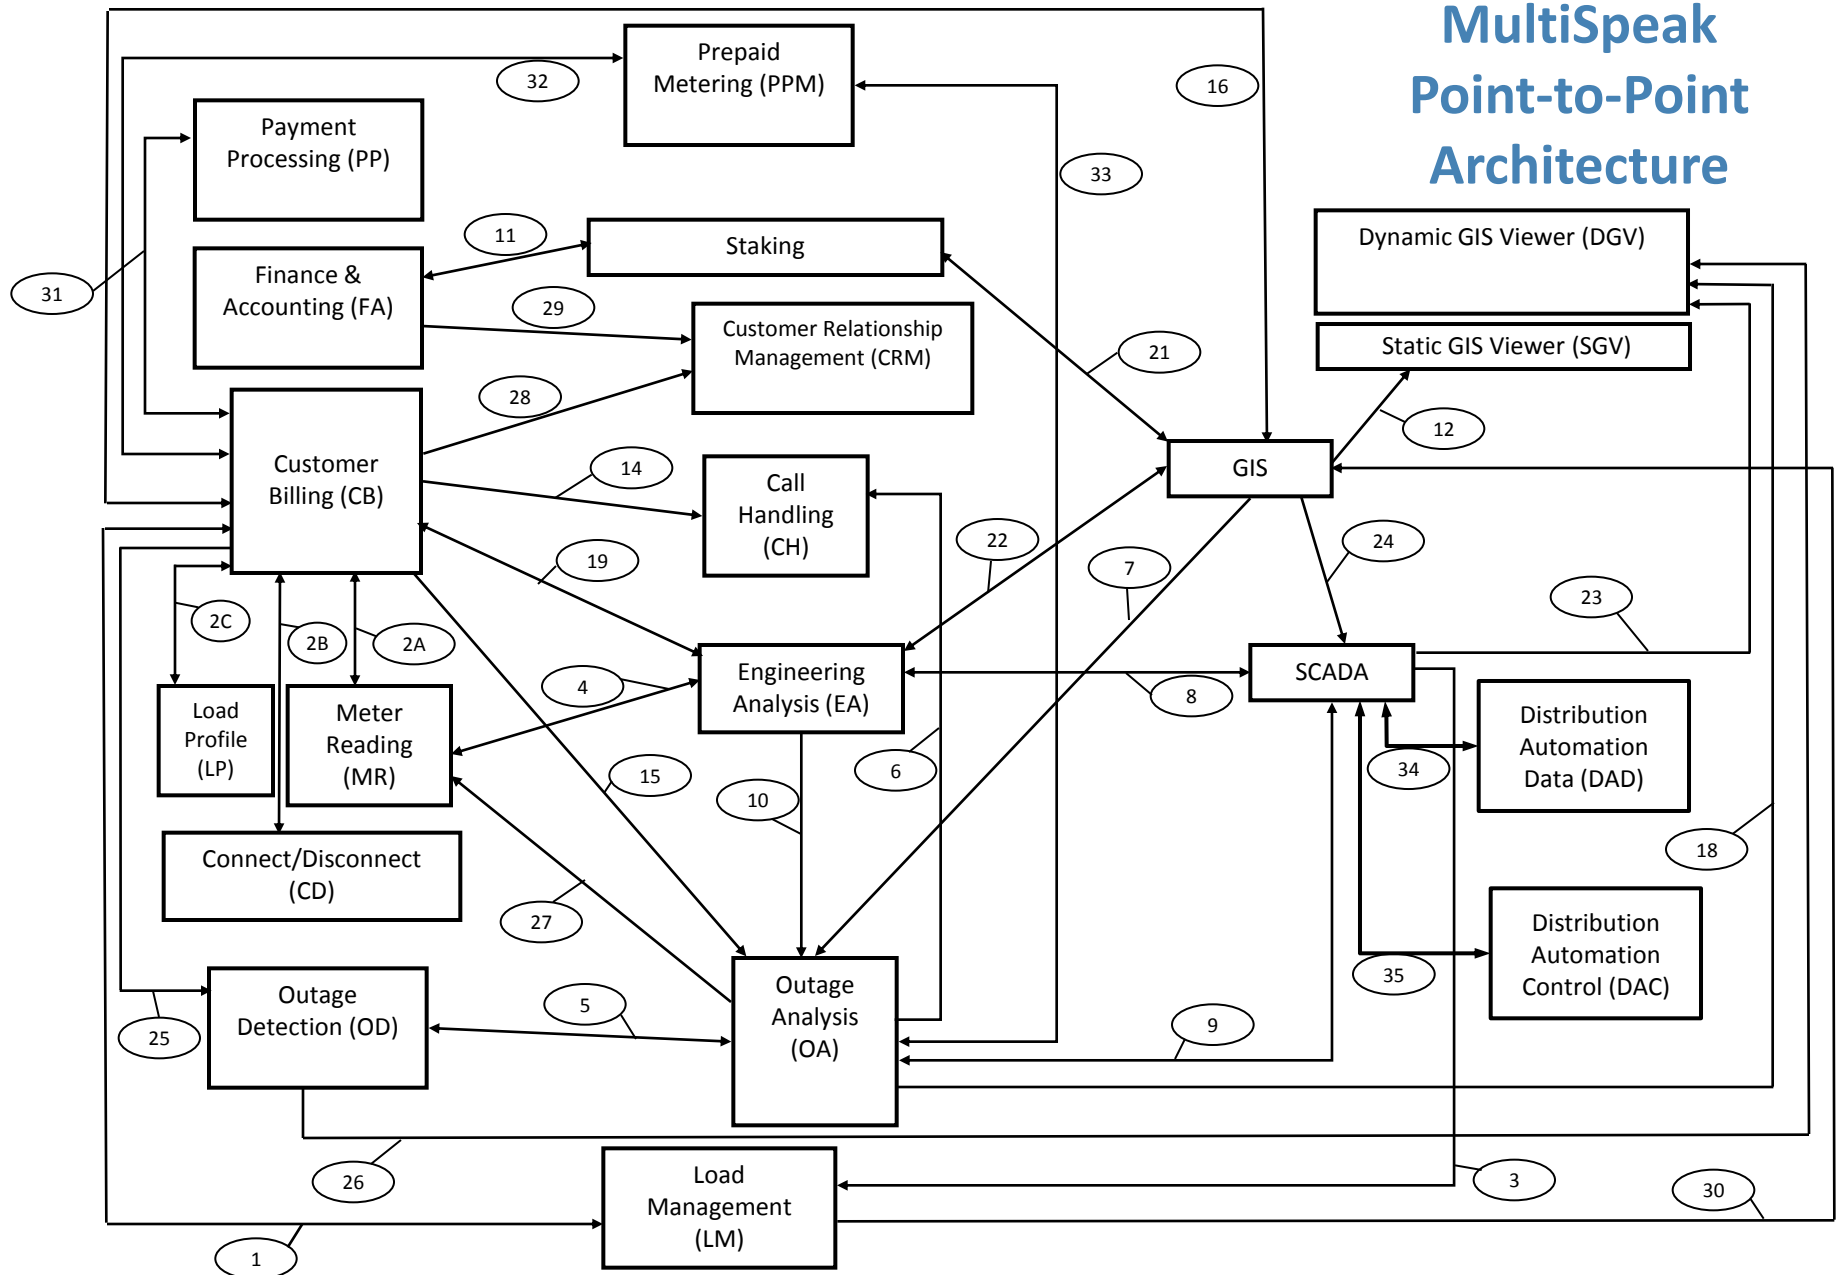 MultiSpeak
Point-to-Point
Architecture
Prepaid
Metering (PPM)
32
16
Payment
Processing (PP)
33
11
Staking
Dynamic GIS Viewer (DGV)
Finance &
Accounting (FA)
31
29
Customer Relationship
Management (CRM)
21
Static GIS Viewer (SGV)
28
12
Customer
Billing (CB)
14
Call
Handling
(CH)
GIS
19
22
7
24
23
2C
2B
2A
4
Engineering
Analysis (EA)
8
SCADA
Load
Profile
(LP)
Meter
Reading
(MR)
15
10
6
34
Distribution
Automation
Data (DAD)
18
Connect/Disconnect
(CD)
27
Distribution
Automation
Control (DAC)
35
Outage
Detection (OD)
25
5
Outage
Analysis
(OA)
9
26
Load
Management
(LM)
3
30
1